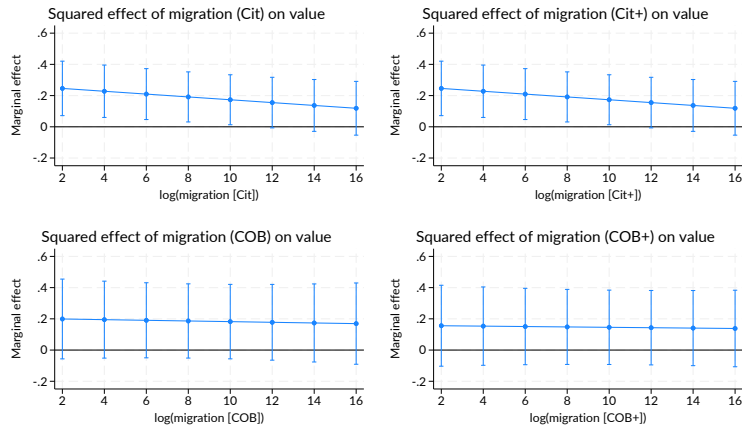 Squared effect of migration (Cit) on value
.6
.4
.2
0
-.2
Marginal effect
2 4 6 8 10 12 14 16
log(migration [Cit])
Squared effect of migration (Cit+) on value
.6
.4
.2
0
-.2
Marginal effect
2 4 6 8 10 12 14 16
log(migration [Cit+])
Squared effect of migration (COB) on value
.6
.4
.2
0
-.2
Marginal effect
2 4 6 8 10 12 14 16
log(migration [COB])
Squared effect of migration (COB+) on value
.6
.4
.2
0
-.2
Marginal effect
2 4 6 8 10 12 14 16
log(migration [COB+])